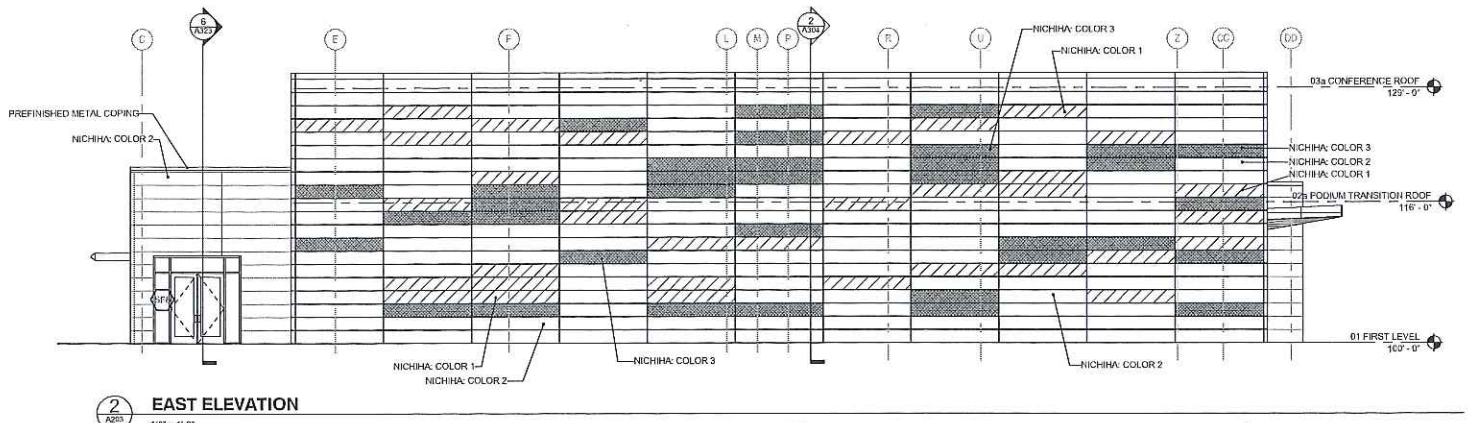 6
A323
2
A304
C
E
F
L
M
P
R
U
Z
CC
DD
NICHIHA: COLOR 3
NICHIHA: COLOR 1
03a CONFERENCE ROOF
129' - 0"
PREFINISHED METAL COPING
NICHIHA: COLOR 2
NICHIHA: COLOR 3
NICHIHA: COLOR 2
NICHIHA: COLOR 1
PODIUM TRANSITION ROOF
116' - 0"
01 FIRST LEVEL
100' - 0"
NICHIHA: COLOR 1
NICHIHA: COLOR 2
NICHIHA: COLOR 3
NICHIHA: COLOR 2
2
A203
EAST ELEVATION